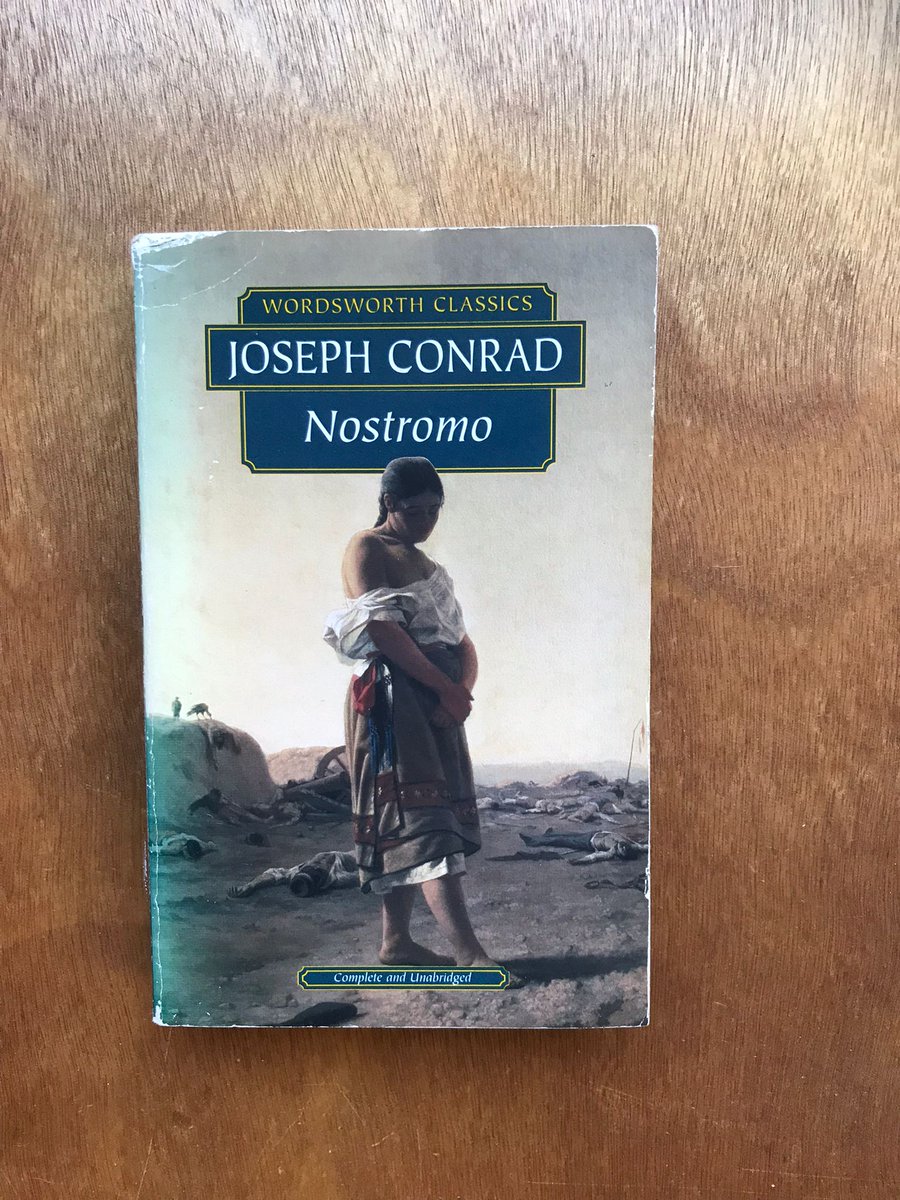 WORDSWORTH CLASSICS
JOSEPH CONRAD
Nostromo
Complete and Unabridged